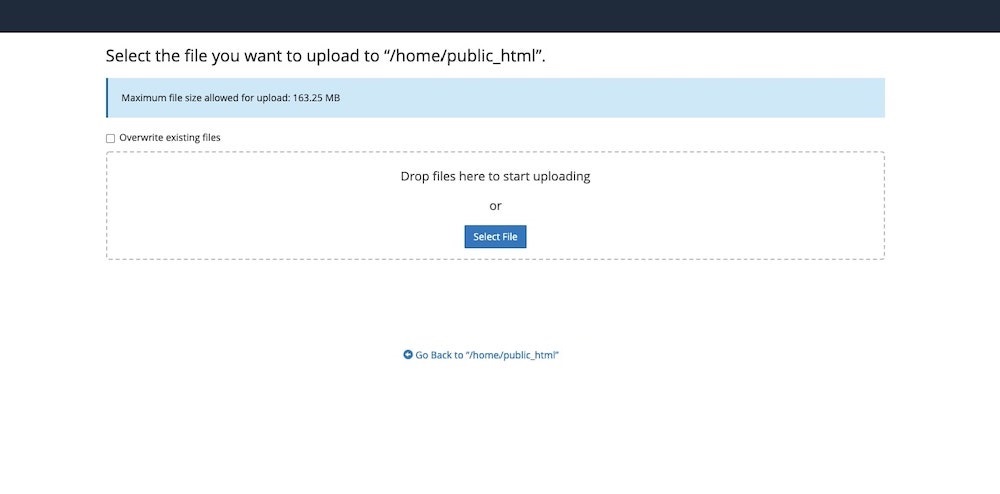 Select the file you want to upload to “/home/public_html”.
Maximum file size allowed for upload: 163.25 MB
Overwrite existing files
Drop files here to start uploading
or
Select File
Go Back to “/home/public_html”